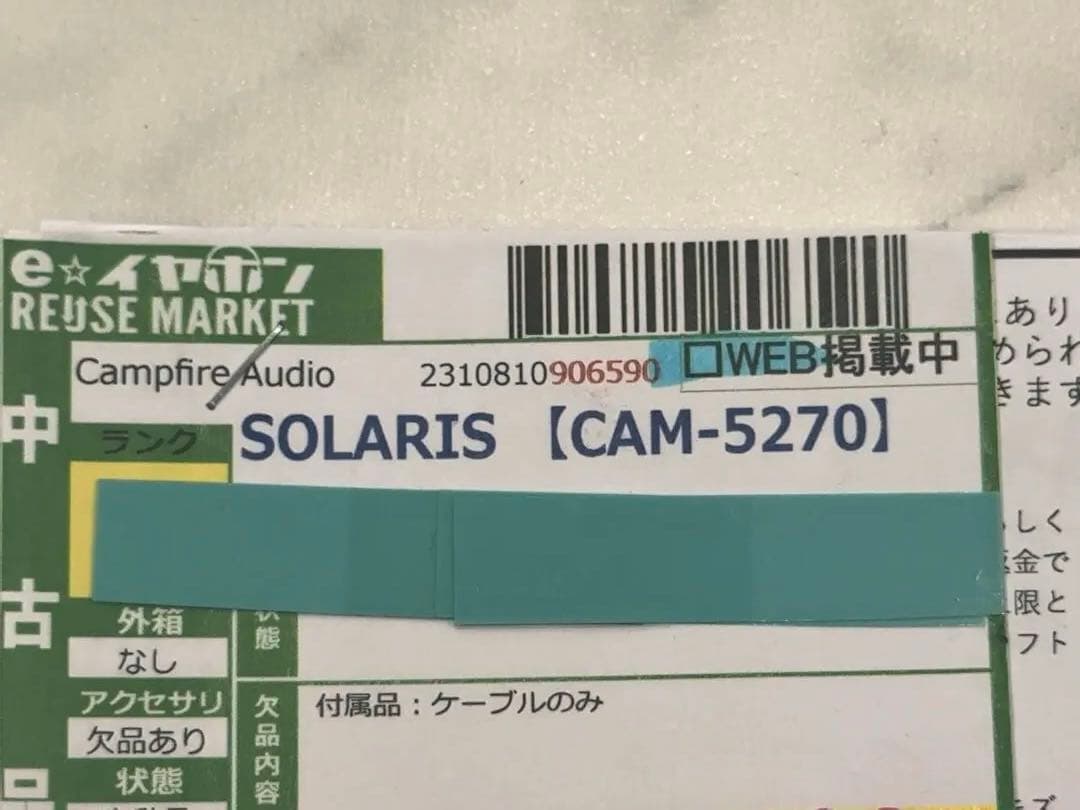 e☆イヤホン
REUSE MARKET
Campfire Audio
2310810906590
□WEB掲載中
SOLARIS 【CAM-5270】
ランク
中古
外箱
なし
アクセサリ
欠品あり
状態
状態
欠品内容
付属品：ケーブルのみ
あり
められ
きます
しく
金で
限と
フト